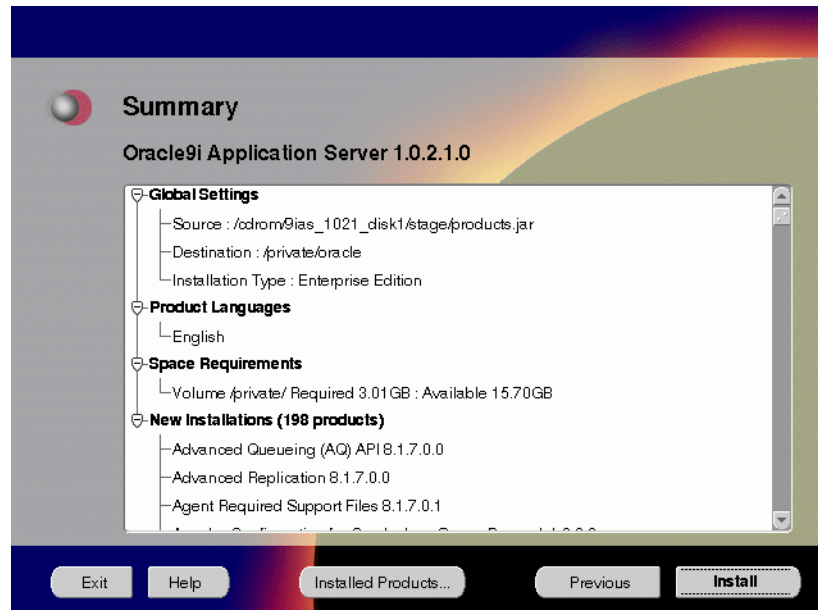 Summary
Oracle9i Application Server 1.0.2.1.0
Global Settings
Source : /cdrom/9ias_1021_disk1/stage/products.jar
Destination : /private/oracle
Installation Type : Enterprise Edition
Product Languages
English
Space Requirements
Volume /private/ Required 3.01GB : Available 15.70GB
New Installations (198 products)
Advanced Queueing (AQ) API 8.1.7.0.0
Advanced Replication 8.1.7.0.0
Agent Required Support Files 8.1.7.0.1
Exit Help Installed Products... Previous Install